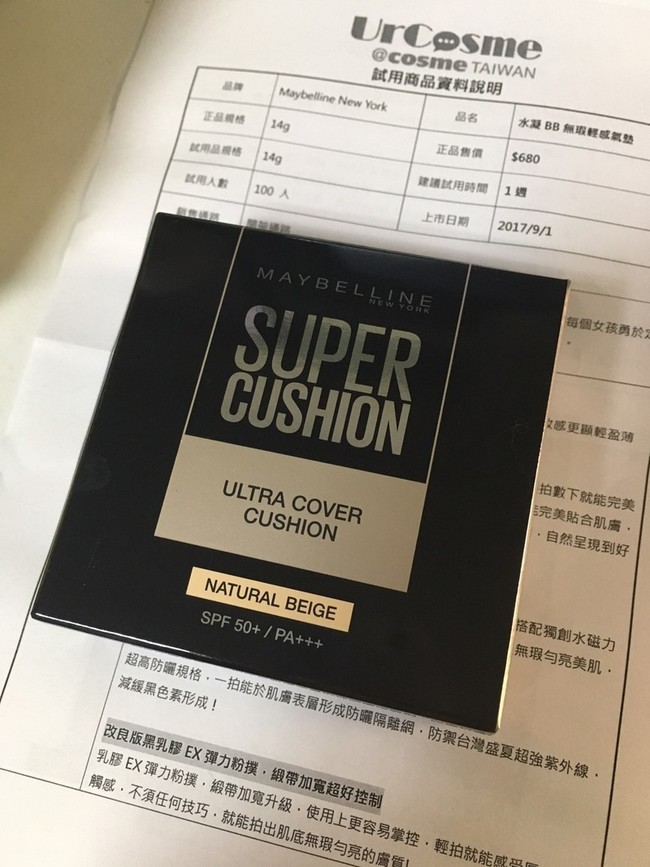 UrCosme
@cosme TAIWAN
試用商品資料說明
品牌 Maybelline New York 品名 水凝 BB 無瑕輕感氣墊
正品規格 14g 正品售價 $680
試用品規格 14g 建議試用時間 1 週
試用人數 100 人 上市日期 2017/9/1
銷售通路 開架通路
每個女孩勇於
MAYBELLINE
NEW YORK
SUPER
CUSHION
ULTRA COVER
CUSHION
NATURAL BEIGE
SPF 50+ / PA+++
妝感更顯輕盈薄
拍數下就能完美
完美貼合肌膚,
,自然呈現到好
搭配獨創水磁力
無瑕勻亮美肌,
超高防曬規格,一拍能於肌膚表層形成防曬隔離網,防禦台灣盛夏超強紫外線,
減緩黑色素形成!
改良版黑乳膠 EX 彈力粉撲,緞帶加寬超好控制
乳膠 EX 彈力粉撲,緞帶加寬升級,使用上更容易掌控,輕拍就能感受
觸感,不須任何技巧,就能拍出肌底無瑕勻亮的膚質!